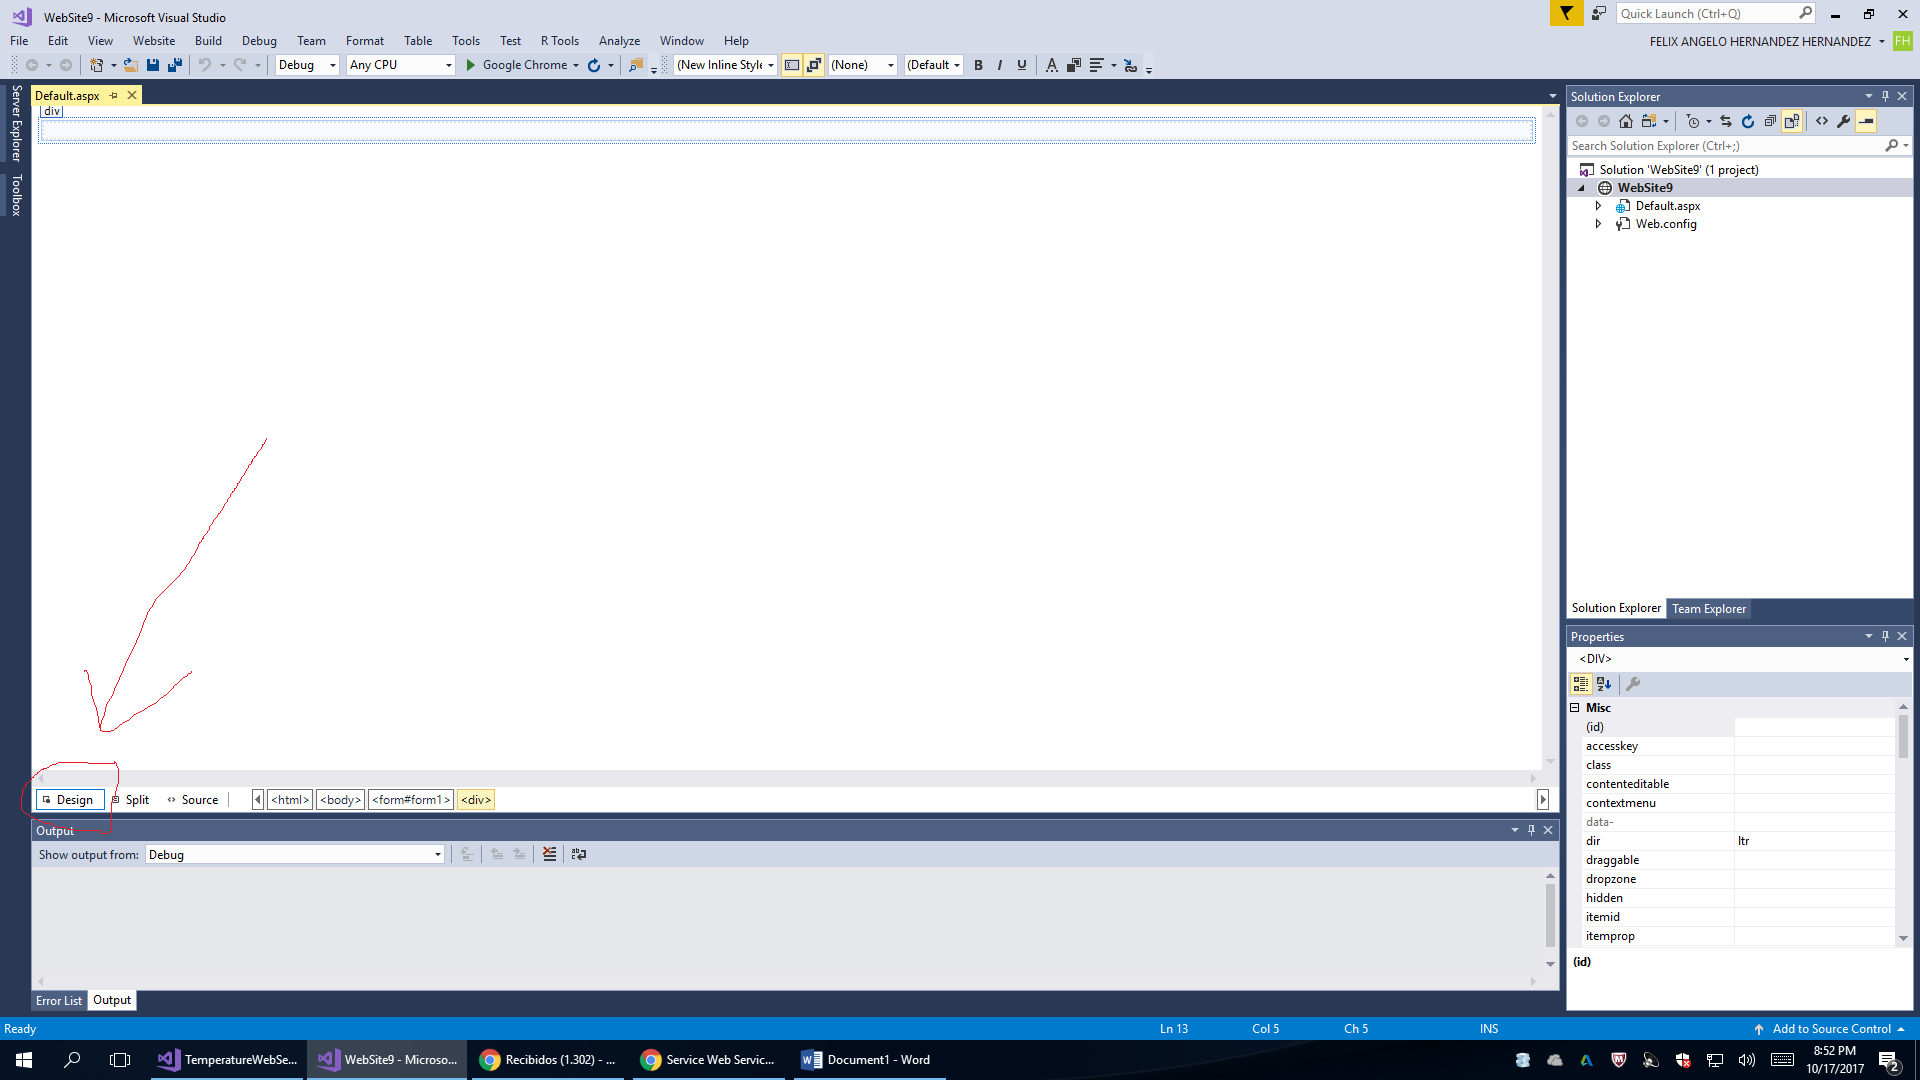 WebSite9 - Microsoft Visual Studio
Quick Launch (Ctrl+Q)
File Edit View Website Build Debug Team Format Table Tools Test R Tools Analyze Window Help
FELIX ANGELO HERNANDEZ HERNANDEZ FH
Debug Any CPU Google Chrome (New Inline Style (None) (Default B I U A
Server Explorer
Toolbox
Default.aspx
div
Solution Explorer
Search Solution Explorer (Ctrl+;)
Solution 'WebSite9' (1 project)
WebSite9
Default.aspx
Web.config
Solution Explorer Team Explorer
Properties
<DIV>
Misc
(id)
accesskey
class
contenteditable
contextmenu
data-
dir ltr
draggable
dropzone
hidden
itemid
itemprop
(id)
Design Split Source <html> <body> <form#form1> <div>
Output
Show output from: Debug
Error List Output
Ready Ln 13 Col 5 Ch 5 INS Add to Source Control
TemperatureWebSe... WebSite9 - Microso... Recibidos (1.302) - ... Service Web Servic... Document1 - Word
8:52 PM
10/17/2017
2